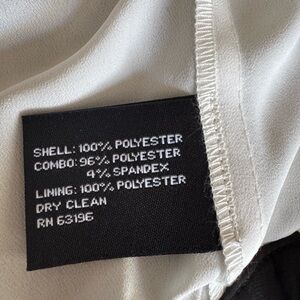 SHELL: 100% POLYESTER
COMBO: 96% POLYESTER
4% SPANDEX
LINING: 100% POLYESTER
DRY CLEAN
RN 63196